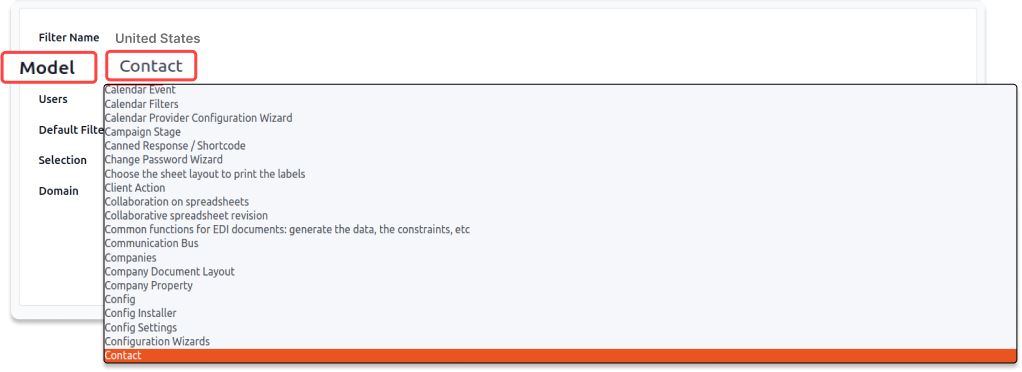 Filter Name United States
Model Contact
Users
Default Filte
Selection
Domain
Calendar Event
Calendar Filters
Calendar Provider Configuration Wizard
Campaign Stage
Canned Response / Shortcode
Change Password Wizard
Choose the sheet layout to print the labels
Client Action
Collaboration on spreadsheets
Collaborative spreadsheet revision
Common functions for EDI documents: generate the data, the constraints, etc
Communication Bus
Companies
Company Document Layout
Company Property
Config
Config Installer
Config Settings
Configuration Wizards
Contact